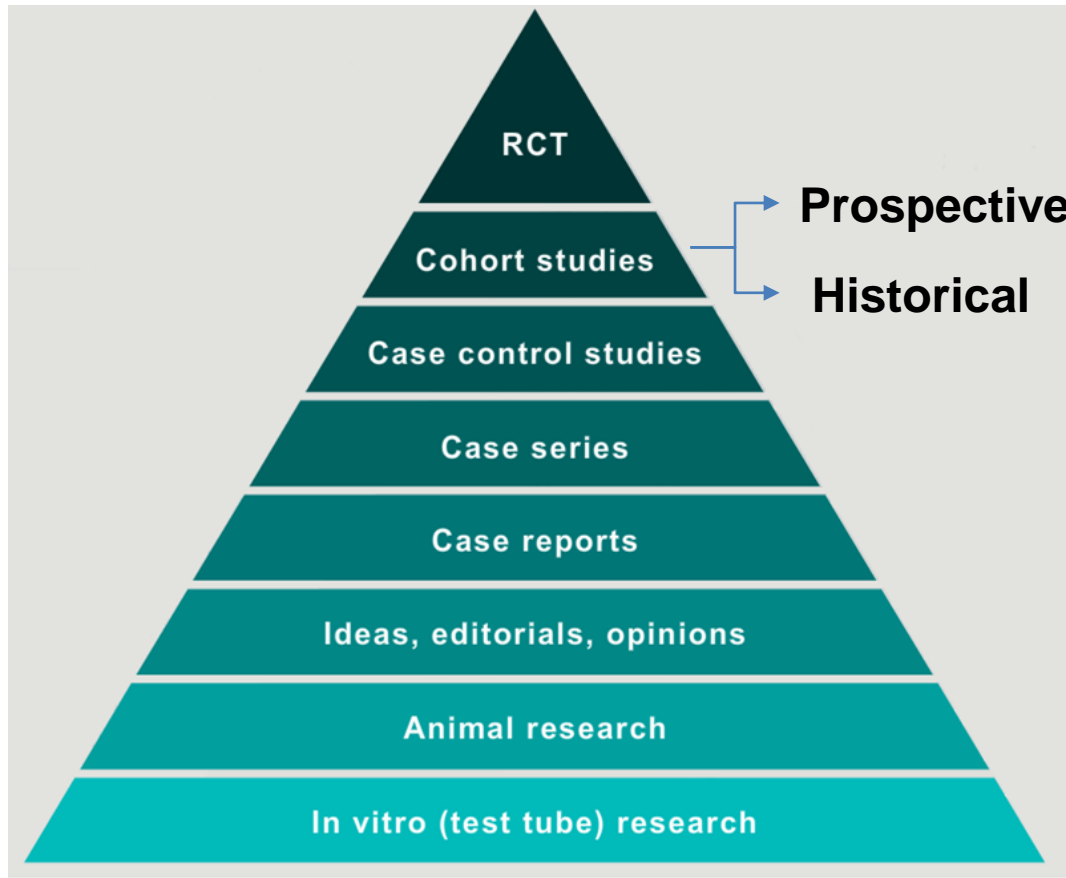 RCT
Prospective
Cohort studies
Historical
Case control studies
Case series
Case reports
Ideas, editorials, opinions
Animal research
In vitro (test tube) research